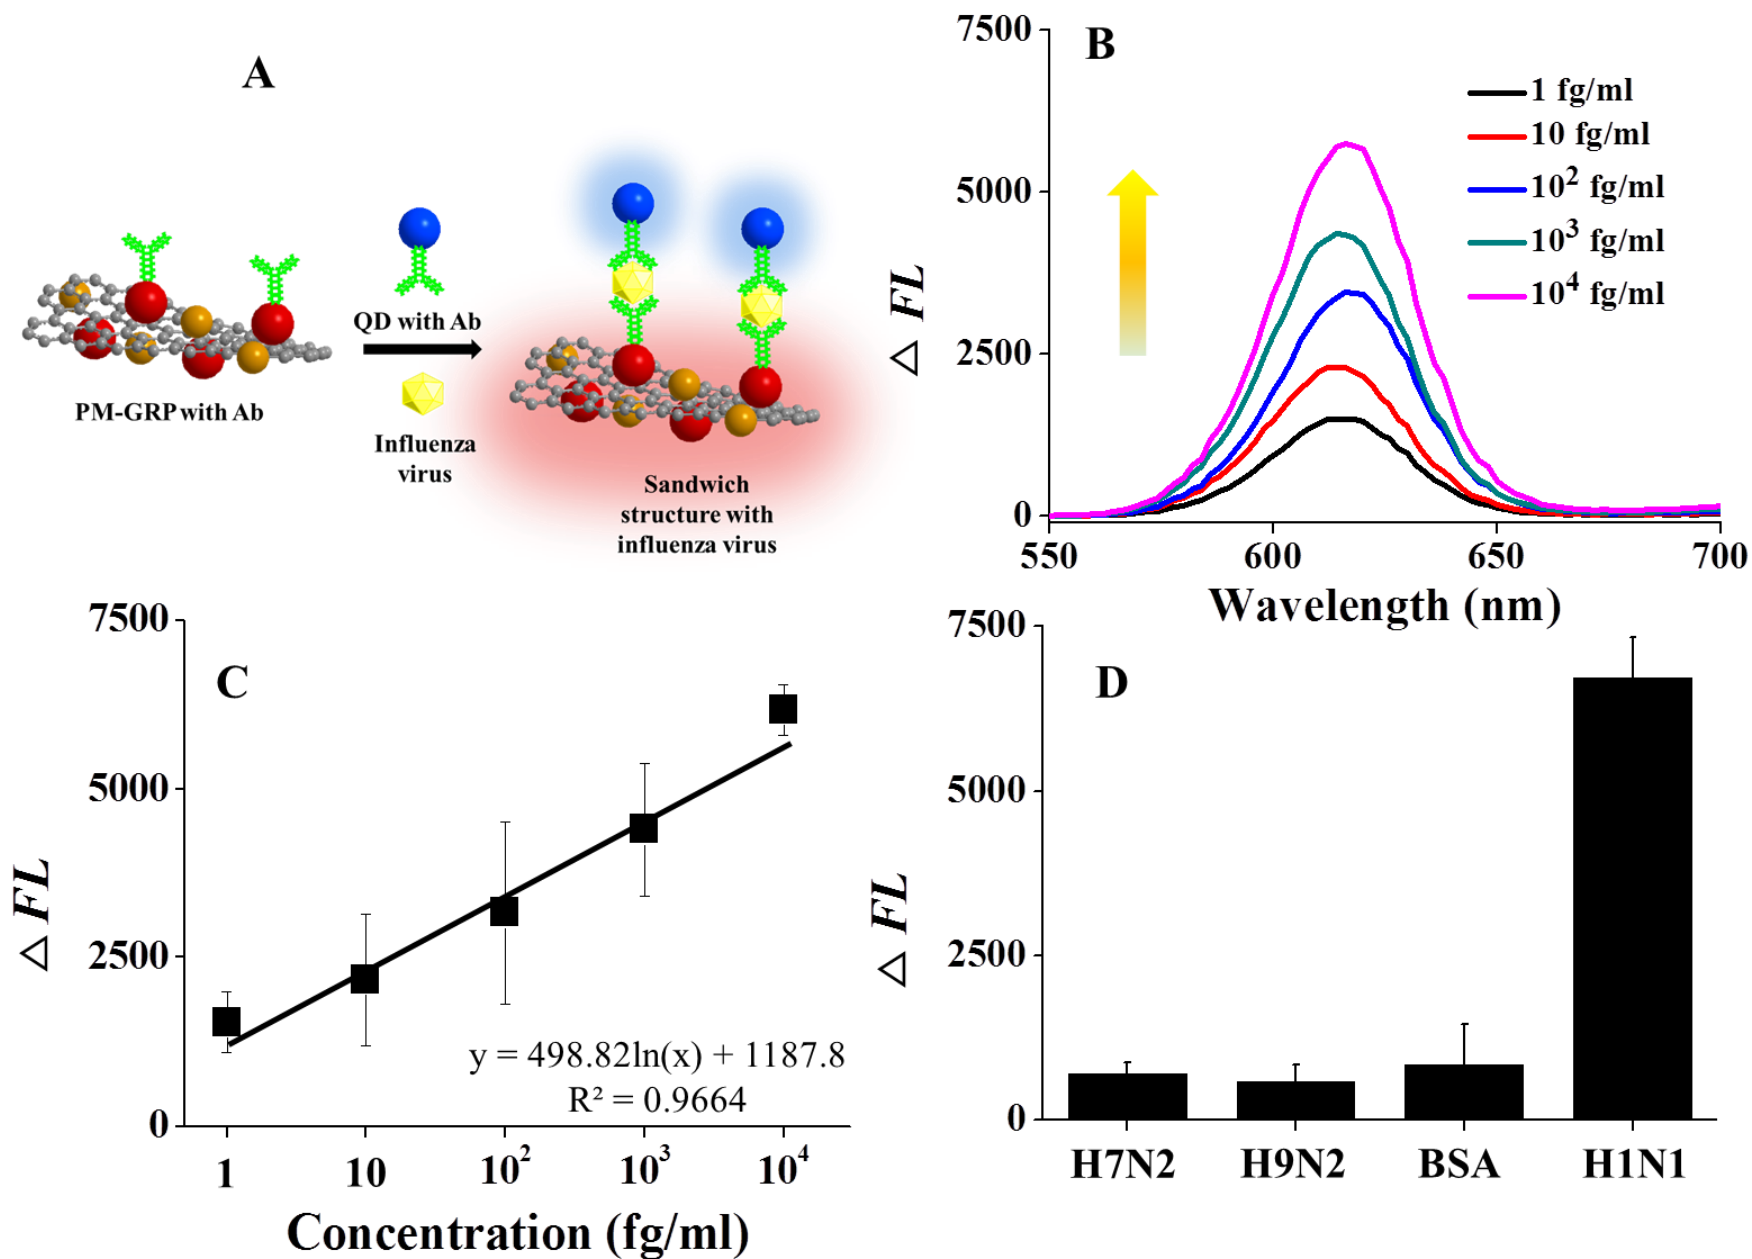 A
PM-GRP with Ab
QD with Ab
Influenza
virus
Sandwich
structure with
influenza virus
B
7500
5000
2500
0
△ FL
1 fg/ml
10 fg/ml
10² fg/ml
10³ fg/ml
10⁴ fg/ml
550 600 650 700
Wavelength (nm)
C
7500
5000
2500
0
△ FL
y = 498.82ln(x) + 1187.8
R² = 0.9664
1 10 10² 10³ 10⁴
Concentration (fg/ml)
D
7500
5000
2500
0
△ FL
H7N2 H9N2 BSA H1N1